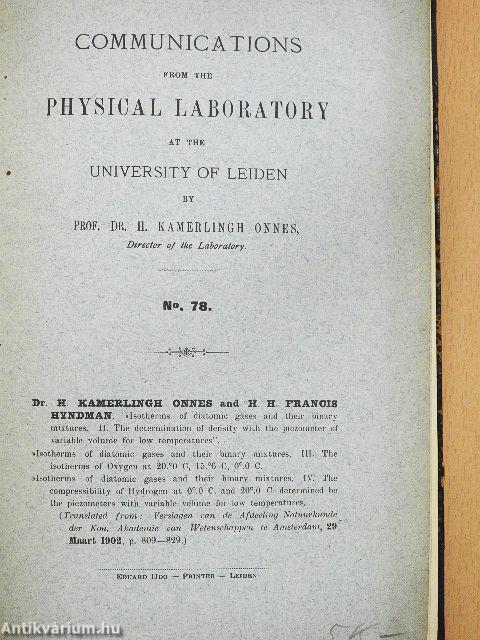 COMMUNICATIONS
FROM THE
PHYSICAL LABORATORY
AT THE
UNIVERSITY OF LEIDEN
BY
PROF. DR. H. KAMERLINGH ONNES,
Director of the Laboratory.
No. 78.
Dr. H. KAMERLINGH ONNES and H. H. FRANCIS
HYNDMAN. »Isotherms of diatomic gases and their binary
mixtures. II. The determination of density with the piezometer of
variable volume for low temperatures".
»Isotherms of diatomic gases and their binary mixtures. III. The
isotherms of Oxygen at 20.°0 C, 15.°6 C, 0°.0 C.
»Isotherms of diatomic gases and their binary mixtures. IV. The
compressibility of Hydrogen at 0°.0 C. and 20°.0 C. determined by
the piezometers with variable volume for low temperatures.
(Translated from: Verslagen van de Afdeeling Natuurkunde
der Kon. Akademie van Wetenschappen te Amsterdam, 29
Maart 1902, p. 809—829.)
EDUARD IJDO — PRINTER — LEIDEN
Antikvárium.hu